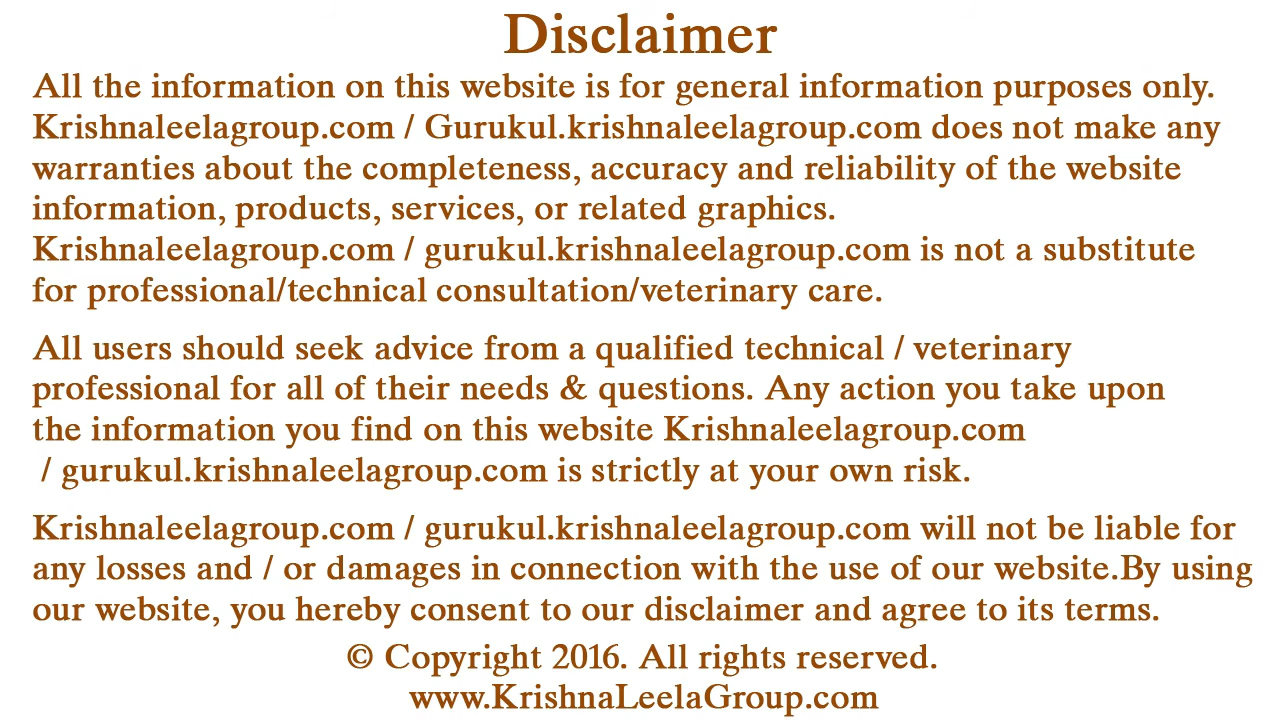 Disclaimer
All the information on this website is for general information purposes only.
Krishnaleelagroup.com / Gurukul.krishnaleelagroup.com does not make any
warranties about the completeness, accuracy and reliability of the website
information, products, services, or related graphics.
Krishnaleelagroup.com / gurukul.krishnaleelagroup.com is not a substitute
for professional/technical consultation/veterinary care.
All users should seek advice from a qualified technical / veterinary
professional for all of their needs & questions. Any action you take upon
the information you find on this website Krishnaleelagroup.com
/ gurukul.krishnaleelagroup.com is strictly at your own risk.
Krishnaleelagroup.com / gurukul.krishnaleelagroup.com will not be liable for
any losses and / or damages in connection with the use of our website.By using
our website, you hereby consent to our disclaimer and agree to its terms.
© Copyright 2016. All rights reserved.
www.KrishnaLeelaGroup.com